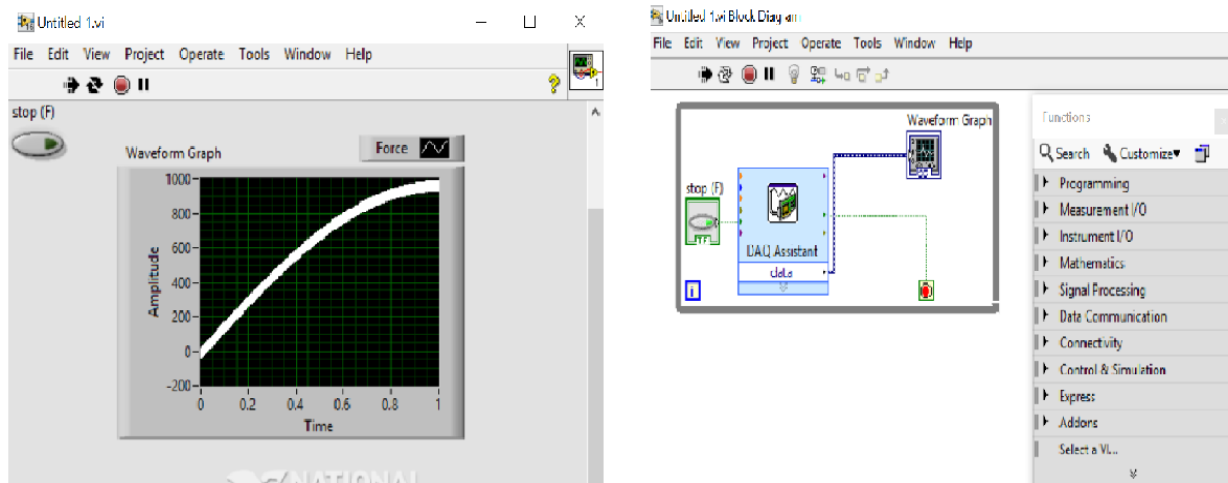 Untitled 1.vi
File Edit View Project Operate Tools Window Help
1
stop (F)
Waveform Graph
Force
1000
800
600
400
200
0
-200
Amplitude
0 0.2 0.4 0.6 0.8 1
Time
NATIONAL
Untitled 1.vi Block Diagram
File Edit View Project Operate Tools Window Help
Waveform Graph
stop (F)
TF
DAQ Assistant
data
i
Functions
Search Customize
Programming
Measurement I/O
Instrument I/O
Mathematics
Signal Processing
Data Communication
Connectivity
Control & Simulation
Express
Addons
Select a VI...